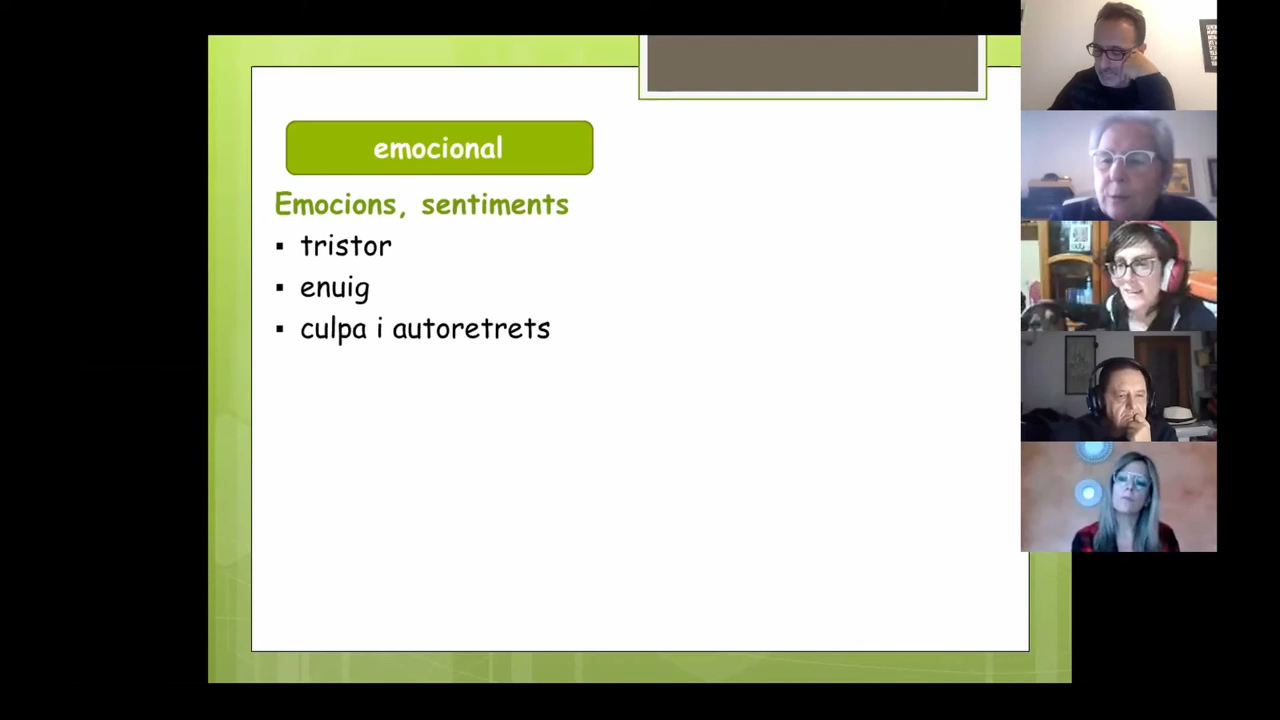 emocional
Emocions, sentiments
▪ tristor
▪ enuig
▪ culpa i autoretrets